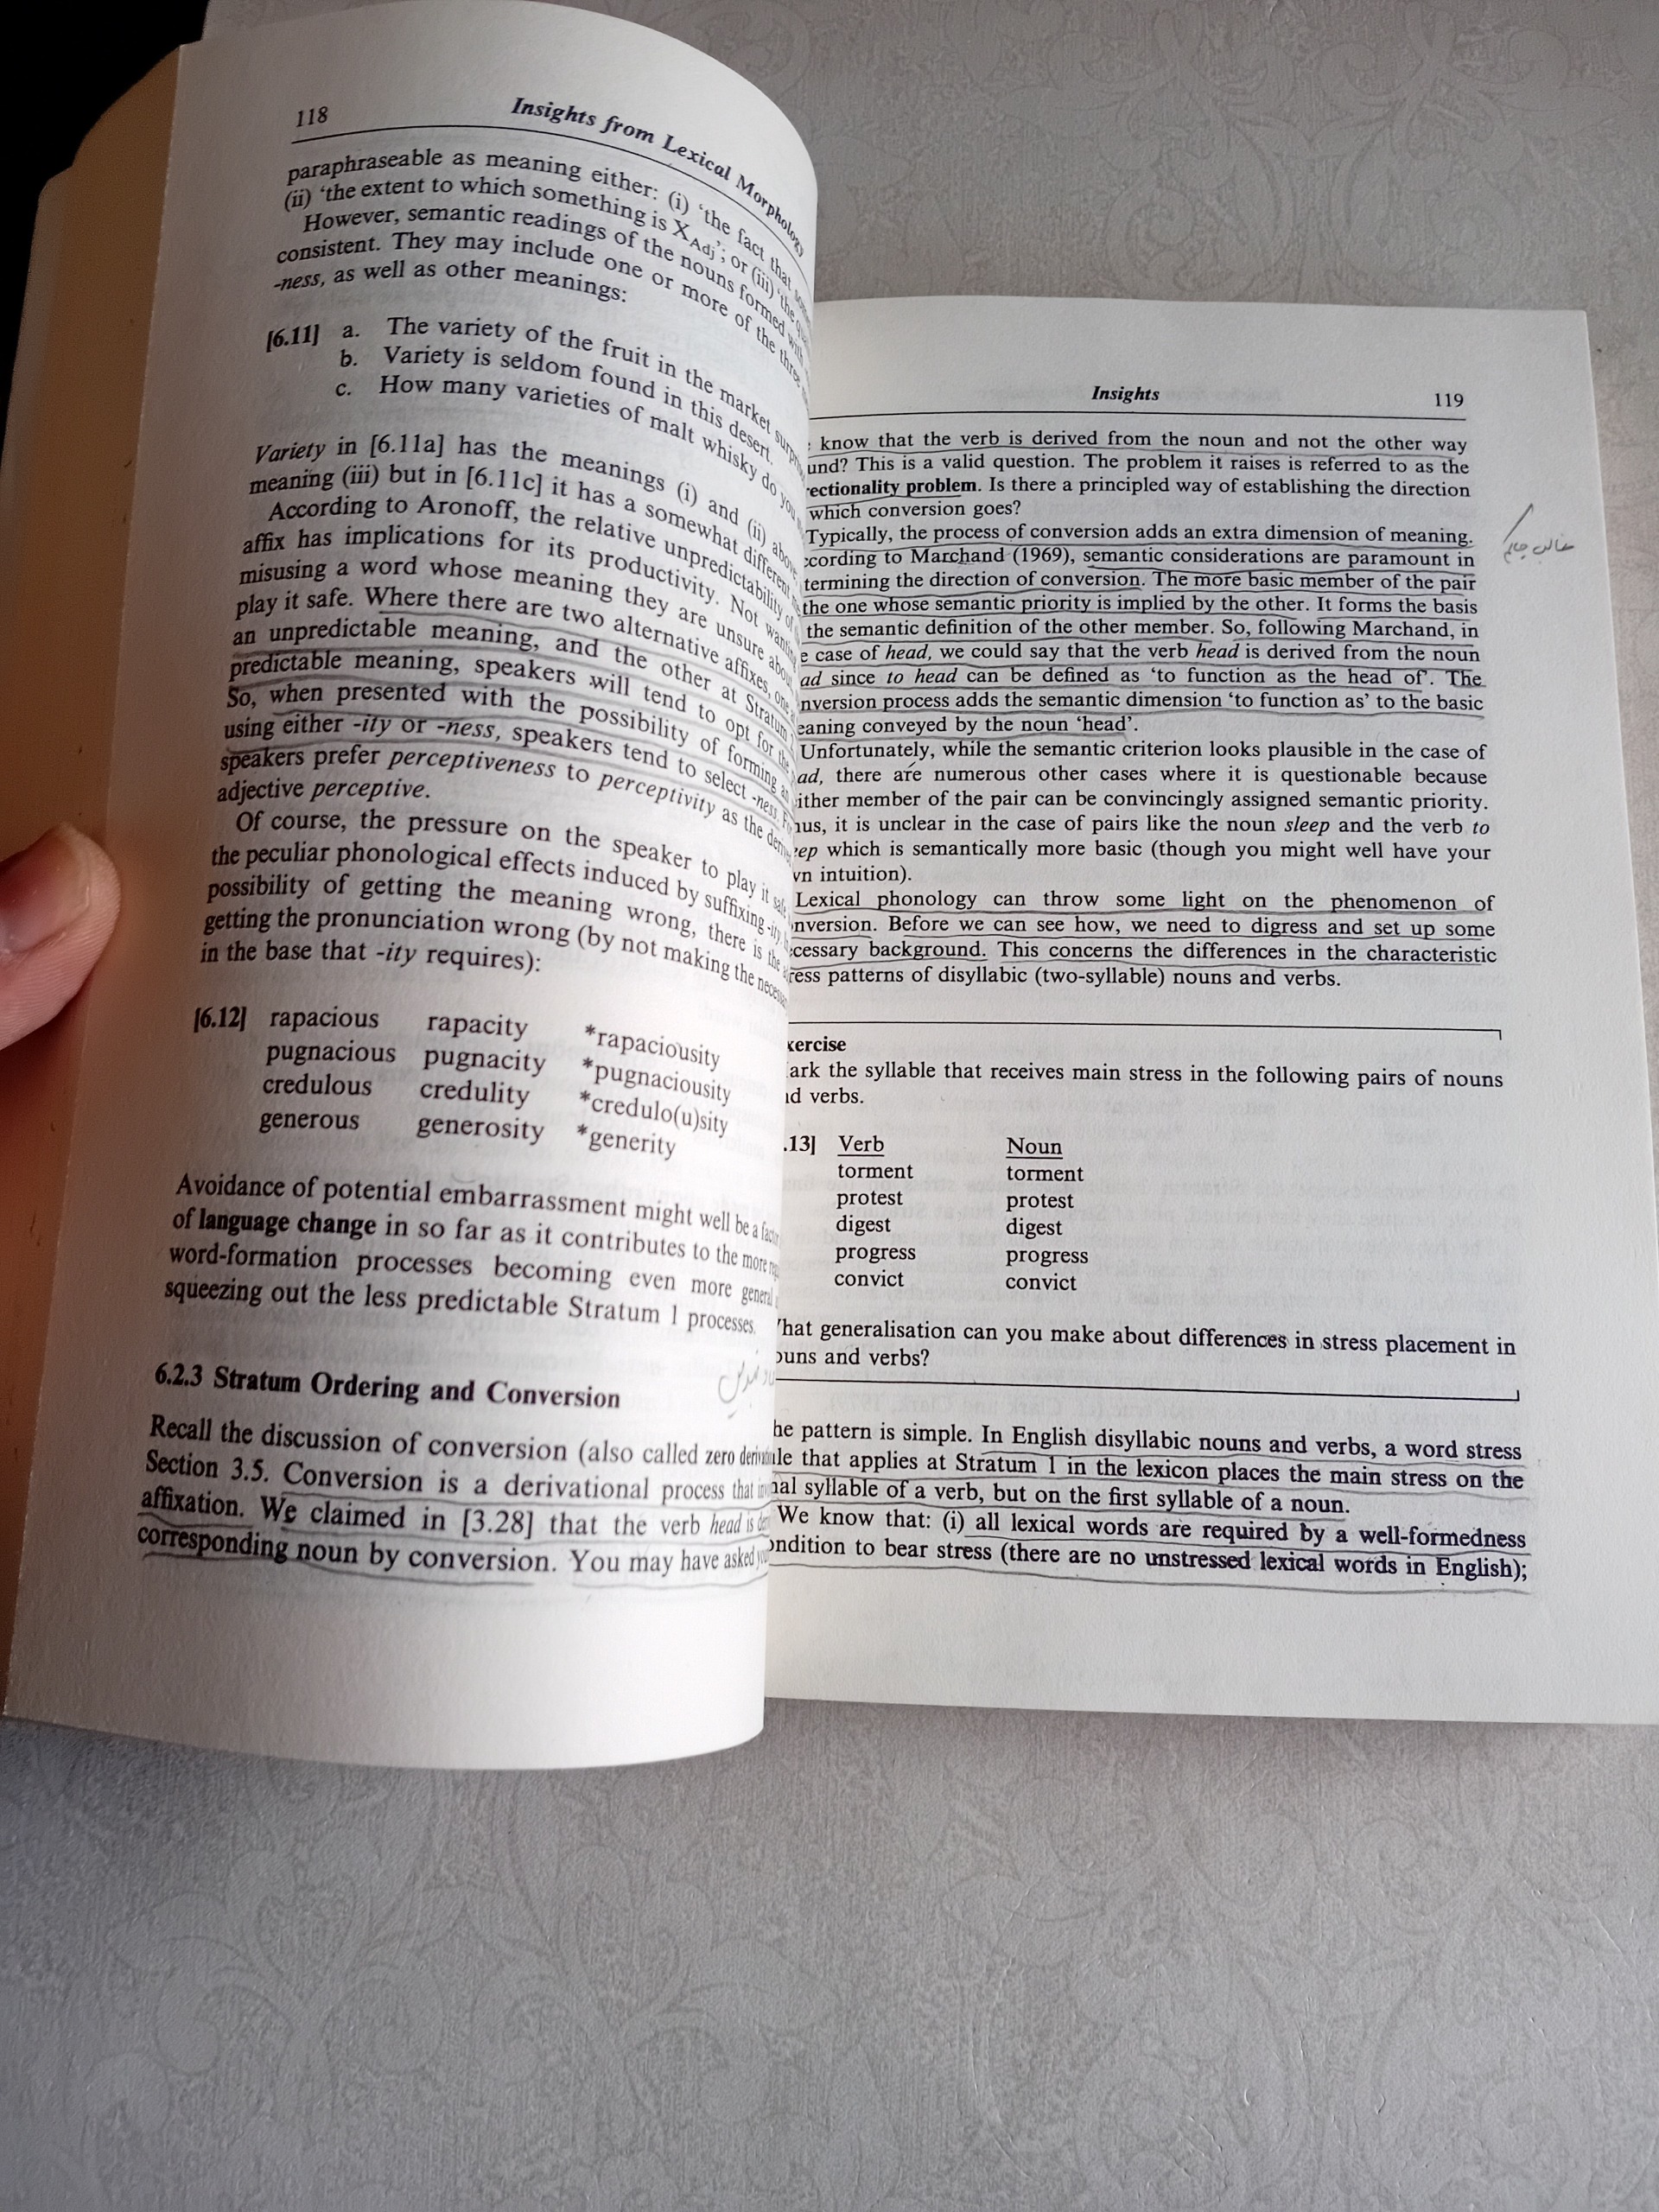 118
Insights from Lexical Morphology
paraphraseable as meaning either: (i) 'the fact that
(ii) 'the extent to which something is XAdj'; or (iii) 'the
However, semantic readings of the nouns formed with
consistent. They may include one or more of the three
-ness, as well as other meanings:
[6.11] a. The variety of the fruit in the market
b. Variety is seldom found in this desert.
c. How many varieties of malt whisky do you
Variety in [6.11a] has the meanings (i) and (ii) above
meaning (iii) but in [6.11c] it has a somewhat different
According to Aronoff, the relative unpredictability of
affix has implications for its productivity. Not wanting
misusing a word whose meaning they are unsure about
play it safe. Where there are two alternative affixes, one
an unpredictable meaning, and the other at Stratum
predictable meaning, speakers will tend to opt for the
So, when presented with the possibility of forming
using either -ity or -ness, speakers tend to select -ness.
speakers prefer perceptiveness to perceptivity as the
adjective perceptive.
Of course, the pressure on the speaker to play it safe
the peculiar phonological effects induced by suffixing -ity.
possibility of getting the meaning wrong, there is the
getting the pronunciation wrong (by not making the
in the base that -ity requires):
[6.12] rapacious rapacity *rapaciousity
pugnacious pugnacity *pugnaciousity
credulous credulity *credulo(u)sity
generous generosity *generity
Avoidance of potential embarrassment might well be a
of language change in so far as it contributes to the more
word-formation processes becoming even more general
squeezing out the less predictable Stratum 1 processes.
6.2.3 Stratum Ordering and Conversion
Recall the discussion of conversion (also called zero
Section 3.5. Conversion is a derivational process that
affixation. We claimed in [3.28] that the verb head is
corresponding noun by conversion. You may have asked
Insights
119
know that the verb is derived from the noun and not the other way
und? This is a valid question. The problem it raises is referred to as the
ectionality problem. Is there a principled way of establishing the direction
which conversion goes?
Typically, the process of conversion adds an extra dimension of meaning.
cording to Marchand (1969), semantic considerations are paramount in
termining the direction of conversion. The more basic member of the pair
the one whose semantic priority is implied by the other. It forms the basis
the semantic definition of the other member. So, following Marchand, in
e case of head, we could say that the verb head is derived from the noun
ad since to head can be defined as 'to function as the head of'. The
nversion process adds the semantic dimension 'to function as' to the basic
eaning conveyed by the noun 'head'.
Unfortunately, while the semantic criterion looks plausible in the case of
ad, there are numerous other cases where it is questionable because
ither member of the pair can be convincingly assigned semantic priority.
hus, it is unclear in the case of pairs like the noun sleep and the verb to
eep which is semantically more basic (though you might well have your
vn intuition).
Lexical phonology can throw some light on the phenomenon of
nversion. Before we can see how, we need to digress and set up some
cessary background. This concerns the differences in the characteristic
ress patterns of disyllabic (two-syllable) nouns and verbs.
xercise
ark the syllable that receives main stress in the following pairs of nouns
nd verbs.
.13] Verb Noun
torment torment
protest protest
digest digest
progress progress
convict convict
hat generalisation can you make about differences in stress placement in
ouns and verbs?
he pattern is simple. In English disyllabic nouns and verbs, a word stress
ule that applies at Stratum 1 in the lexicon places the main stress on the
nal syllable of a verb, but on the first syllable of a noun.
We know that: (i) all lexical words are required by a well-formedness
ondition to bear stress (there are no unstressed lexical words in English);